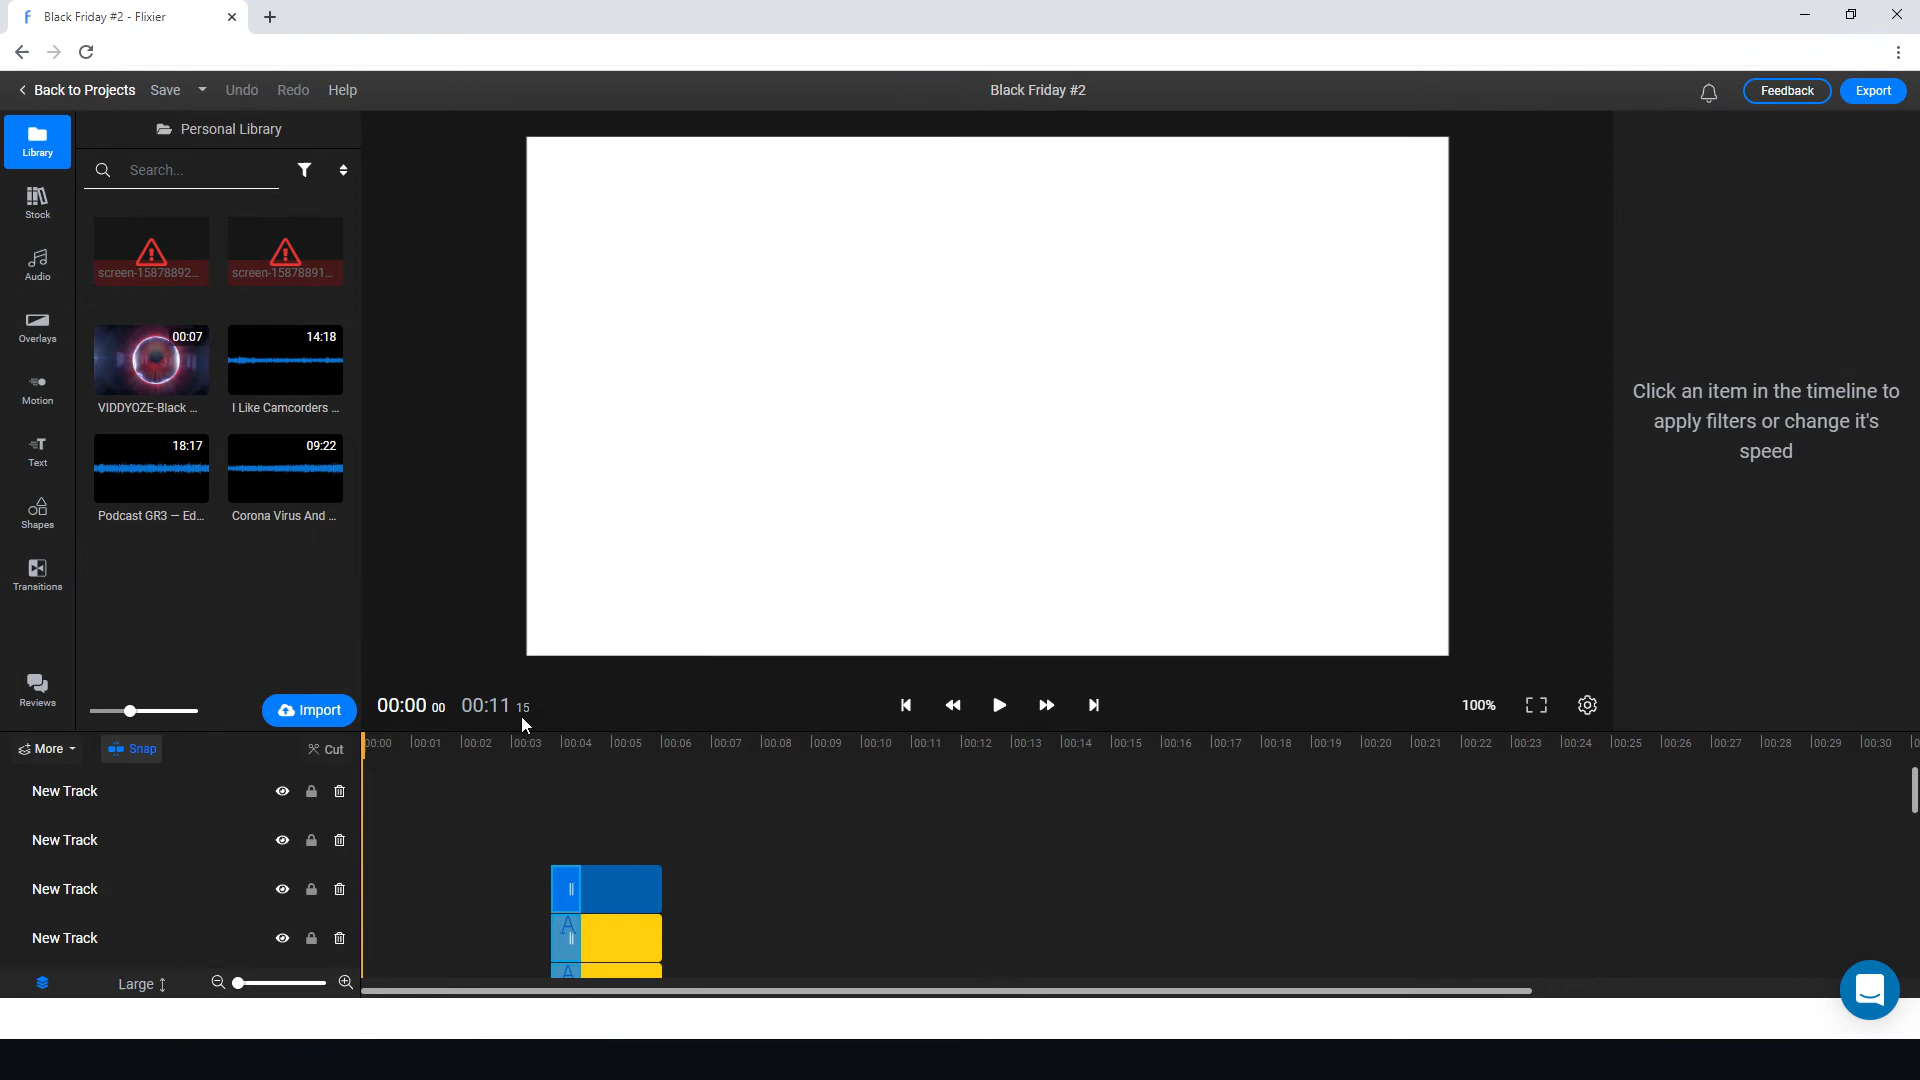 Black Friday #2 - Flixier
Back to Projects Save Undo Redo Help
Black Friday #2
Feedback
Export
Library
Stock
Audio
Overlays
Motion
Text
Shapes
Transitions
Reviews
Personal Library
Search...
screen-15878892...
screen-15878891...
00:07
14:18
VIDDYOZE-Black ...
I Like Camcorders ...
18:17
09:22
Podcast GR3 — Ed...
Corona Virus And ...
Import
Click an item in the timeline to
apply filters or change it's
speed
00:00 00 00:11 15
100%
More Snap Cut
00:00 00:01 00:02 00:03 00:04 00:05 00:06 00:07 00:08 00:09 00:10 00:11 00:12 00:13 00:14 00:15 00:16 00:17 00:18 00:19 00:20 00:21 00:22 00:23 00:24 00:25 00:26 00:27 00:28 00:29 00:30
New Track
New Track
New Track
New Track
A
A
Large